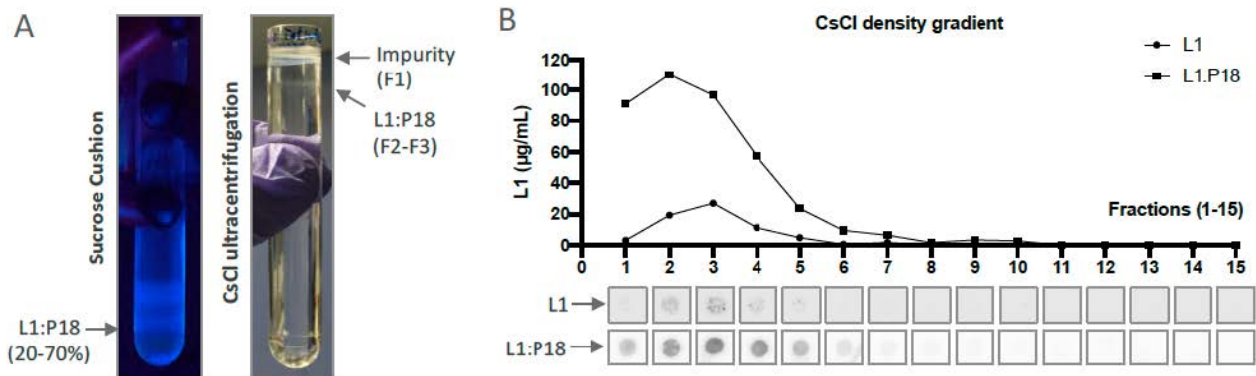 A
Sucrose Cushion
L1:P18
(20-70%)
CsCl ultracentrifugation
Impurity
(F1)
L1:P18
(F2-F3)
B
CsCl density gradient
L1
L1.P18
L1 (µg/mL)
120
100
80
60
40
20
0
Fractions (1-15)
0 1 2 3 4 5 6 7 8 9 10 11 12 13 14 15
L1
L1:P18